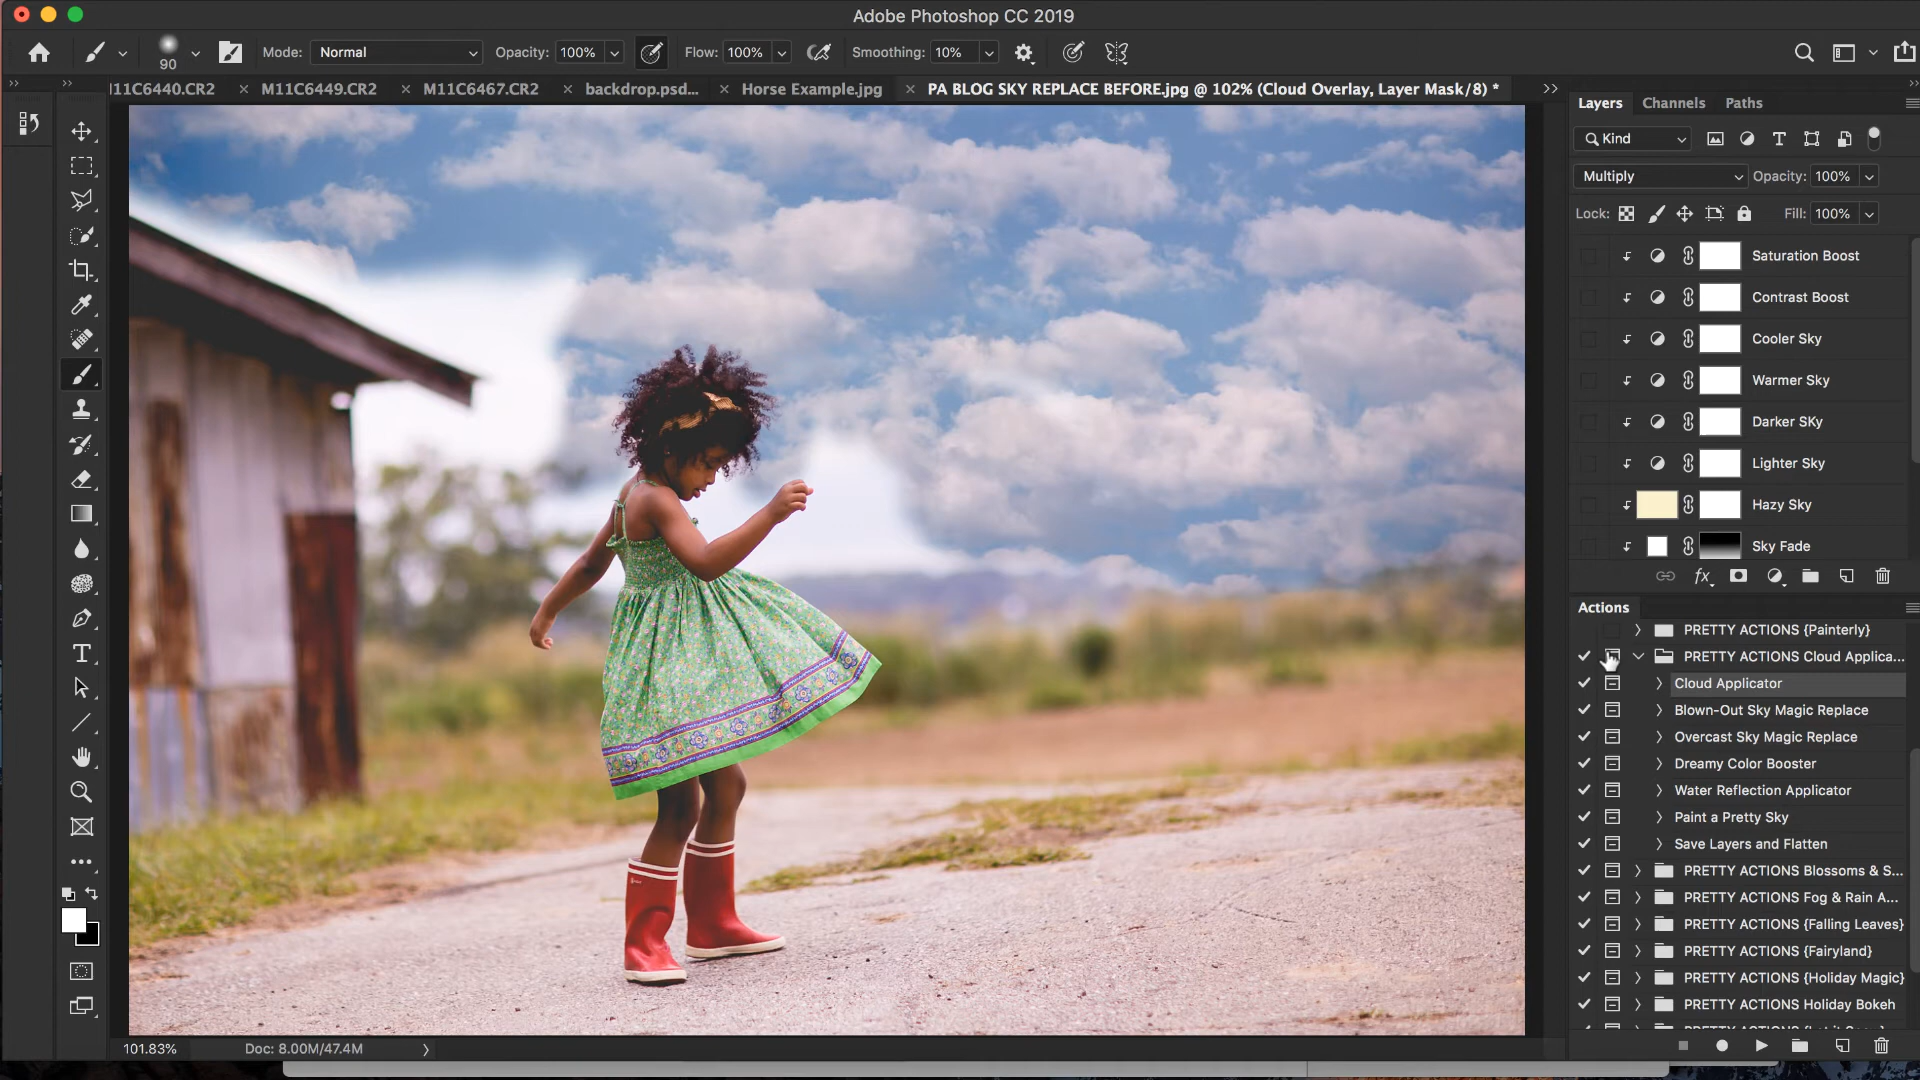 Adobe Photoshop CC 2019
90 Mode: Normal Opacity: 100% Flow: 100% Smoothing: 10%
I11C6440.CR2 × M11C6449.CR2 × M11C6467.CR2 × backdrop.psd... × Horse Example.jpg × PA BLOG SKY REPLACE BEFORE.jpg @ 102% (Cloud Overlay, Layer Mask/8) *
Layers Channels Paths
Kind
Multiply Opacity: 100%
Lock: Fill: 100%
Saturation Boost
Contrast Boost
Cooler Sky
Warmer Sky
Darker SKy
Lighter Sky
Hazy Sky
Sky Fade
fx
Actions
PRETTY ACTIONS {Painterly}
PRETTY ACTIONS Cloud Applica...
Cloud Applicator
Blown-Out Sky Magic Replace
Overcast Sky Magic Replace
Dreamy Color Booster
Water Reflection Applicator
Paint a Pretty Sky
Save Layers and Flatten
PRETTY ACTIONS Blossoms & S...
PRETTY ACTIONS Fog & Rain A...
PRETTY ACTIONS {Falling Leaves}
PRETTY ACTIONS {Fairyland}
PRETTY ACTIONS {Holiday Magic}
PRETTY ACTIONS Holiday Bokeh
101.83% Doc: 8.00M/47.4M